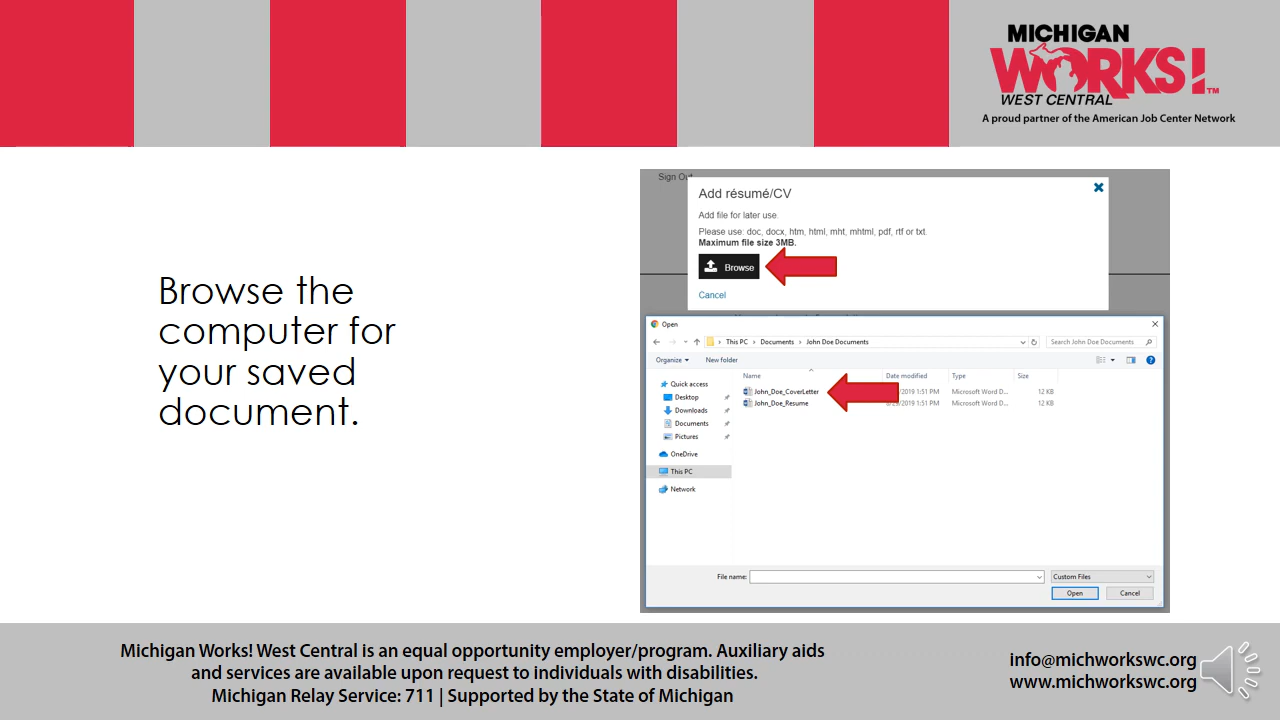 MICHIGAN
WORKS!™
WEST CENTRAL
A proud partner of the American Job Center Network
Browse the
computer for
your saved
document.
Sign Out
Add résumé/CV
Add file for later use.
Please use: doc, docx, htm, html, mht, mhtml, pdf, rtf or txt.
Maximum file size 3MB.
Browse
Cancel
Open
This PC > Documents > John Doe Documents
Search John Doe Documents
Organize
New folder
Name Date modified Type Size
John_Doe_CoverLetter /2019 1:51 PM Microsoft Word D... 12 KB
John_Doe_Resume /2019 1:51 PM Microsoft Word D... 12 KB
Quick access
Desktop
Downloads
Documents
Pictures
OneDrive
This PC
Network
File name:
Custom Files
Open Cancel
Michigan Works! West Central is an equal opportunity employer/program. Auxiliary aids
and services are available upon request to individuals with disabilities.
Michigan Relay Service: 711 | Supported by the State of Michigan
info@michworkswc.org
www.michworkswc.org